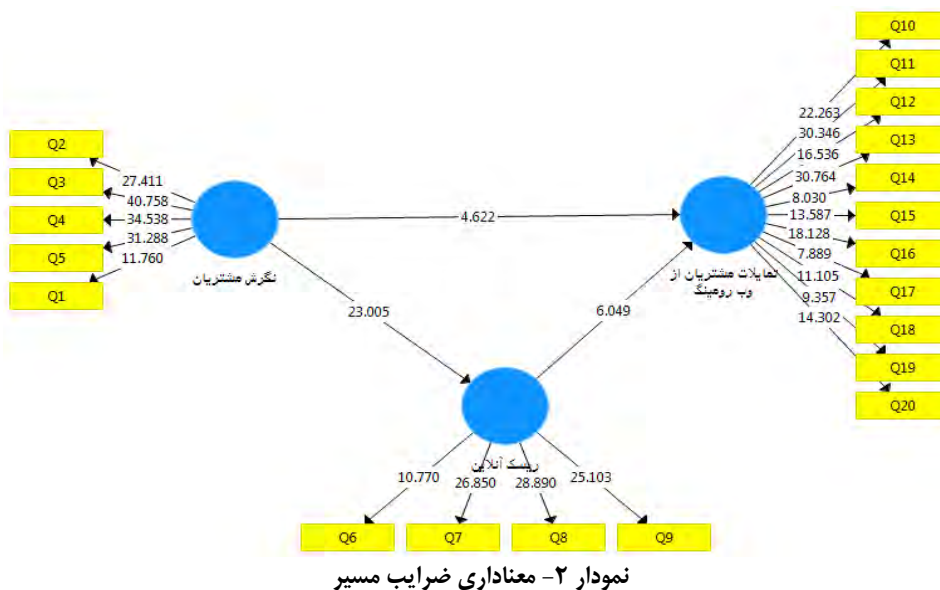 Q10
Q11
Q12
Q13
Q14
Q15
Q16
Q17
Q18
Q19
Q20
22.263
30.346
16.536
30.764
8.030
13.587
18.128
7.889
11.105
9.357
14.302
Q2
Q3
Q4
Q5
Q1
27.411
40.758
34.538
31.288
11.760
نگرش مشتریان
4.622
تمایلات مشتریان از
وب رومینگ
23.005
6.049
ریسک آنلاین
10.770
26.850
28.890
25.103
Q6
Q7
Q8
Q9
نمودار ۲- معناداری ضرایب مسیر